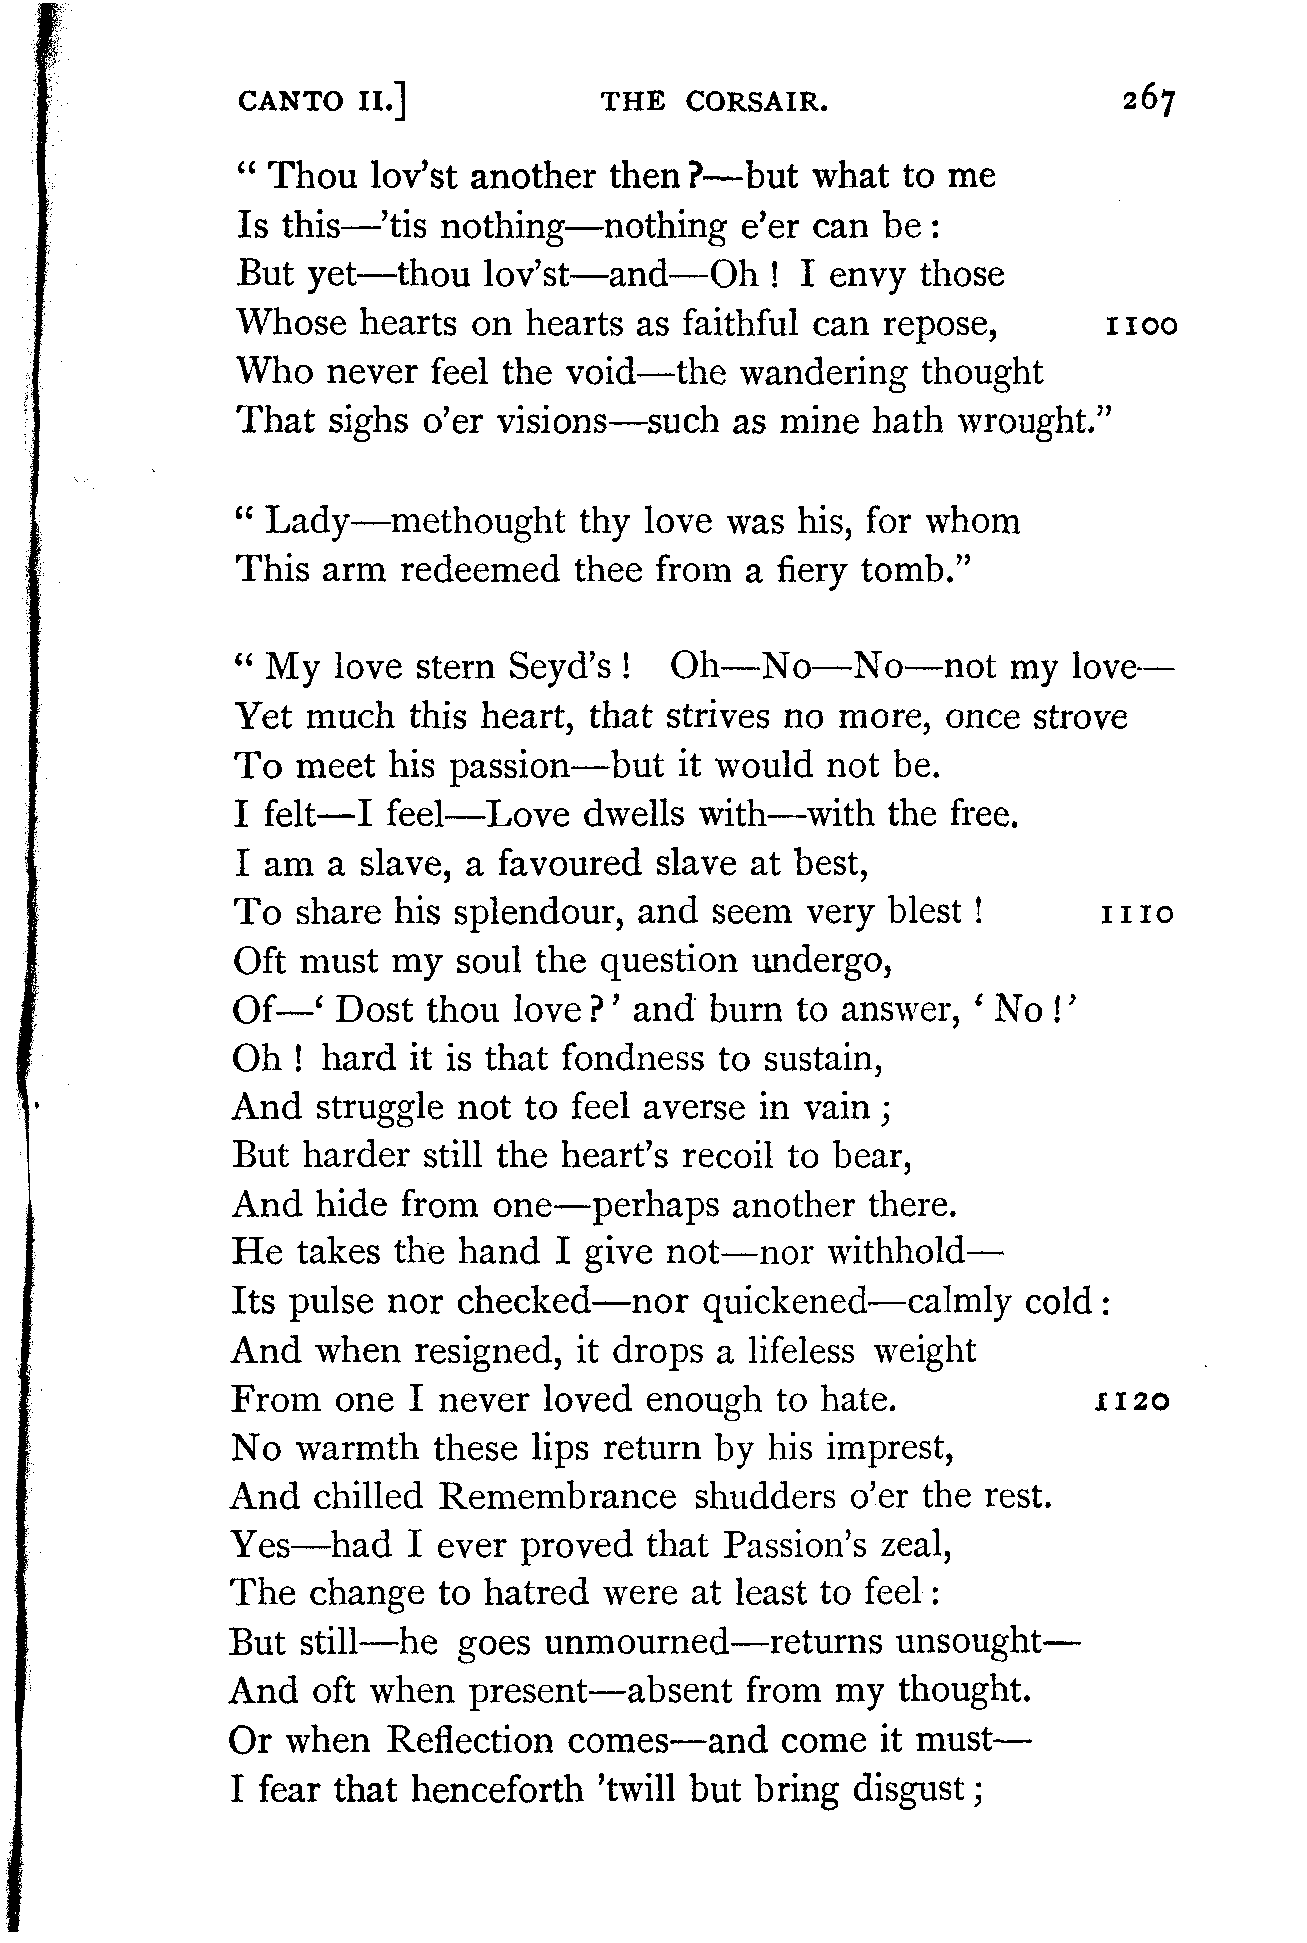 CANTO II.] THE CORSAIR. 267
“ Thou lov’st another then?—but what to me
Is this—’tis nothing—nothing e’er can be :
But yet—thou lov’st—and—Oh ! I envy those
Whose hearts on hearts as faithful can repose, 1100
Who never feel the void—the wandering thought
That sighs o’er visions—such as mine hath wrought.”
“ Lady—methought thy love was his, for whom
This arm redeemed thee from a fiery tomb.”
“ My love stern Seyd’s ! Oh—No—No—not my love—
Yet much this heart, that strives no more, once strove
To meet his passion—but it would not be.
I felt—I feel—Love dwells with—with the free.
I am a slave, a favoured slave at best,
To share his splendour, and seem very blest ! 1110
Oft must my soul the question undergo,
Of—‘ Dost thou love ? ’ and burn to answer, ‘ No !’
Oh ! hard it is that fondness to sustain,
And struggle not to feel averse in vain ;
But harder still the heart’s recoil to bear,
And hide from one—perhaps another there.
He takes the hand I give not—nor withhold—
Its pulse nor checked—nor quickened—calmly cold :
And when resigned, it drops a lifeless weight
From one I never loved enough to hate. 1120
No warmth these lips return by his imprest,
And chilled Remembrance shudders o’er the rest.
Yes—had I ever proved that Passion’s zeal,
The change to hatred were at least to feel :
But still—he goes unmourned—returns unsought—
And oft when present—absent from my thought.
Or when Reflection comes—and come it must—
I fear that henceforth ’twill but bring disgust ;